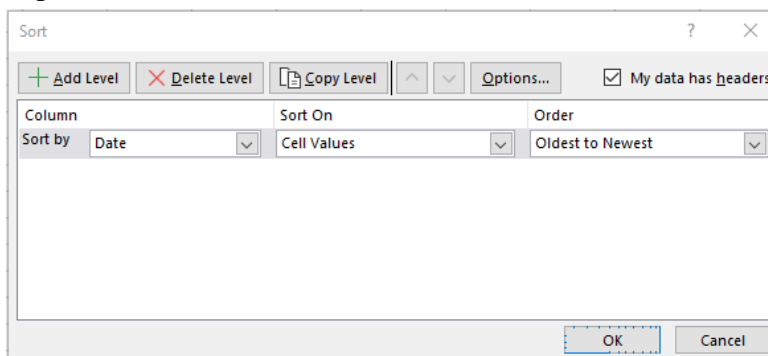 Sort ?
Add Level Delete Level Copy Level Options... My data has headers
Column Sort On Order
Sort by Date Cell Values Oldest to Newest
OK Cancel